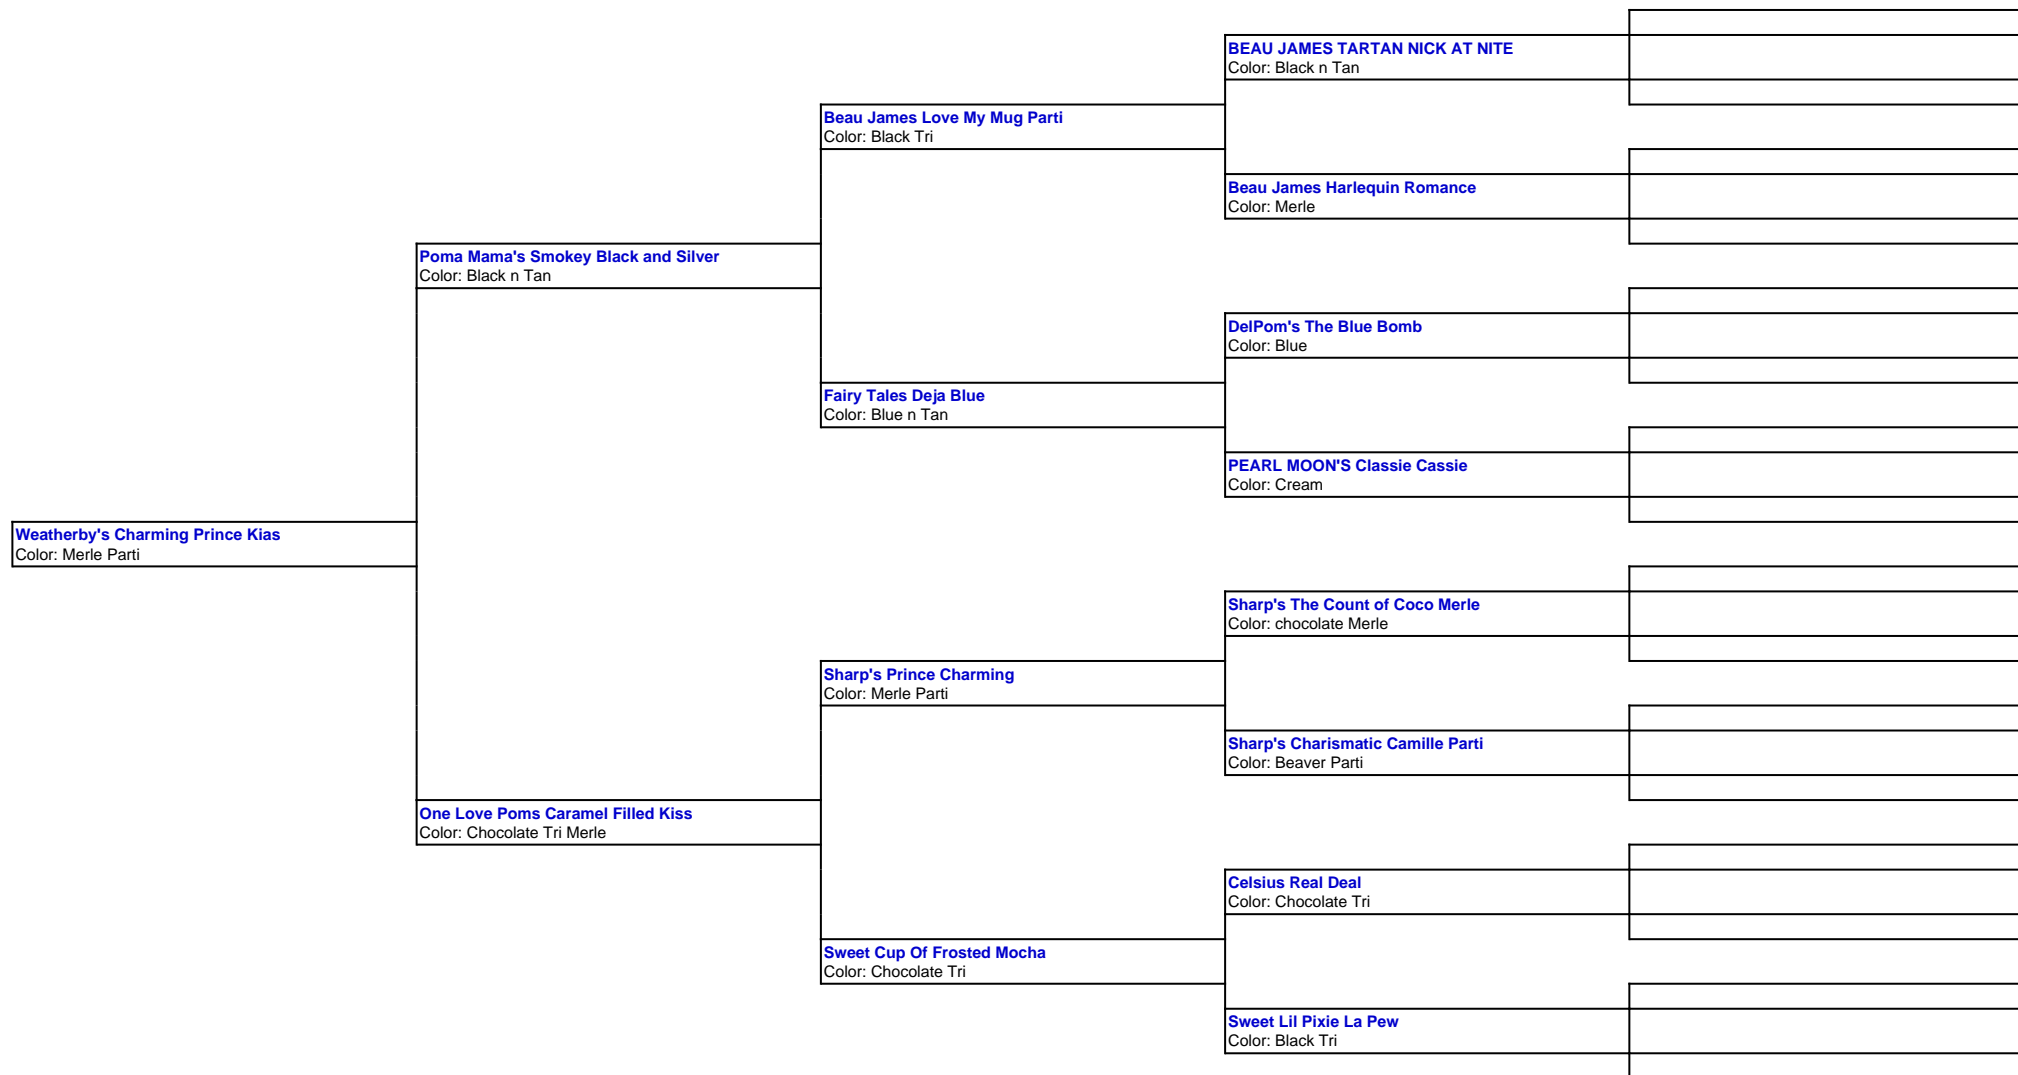 BEAU JAMES TARTAN NICK AT NITE
Color: Black n Tan
Beau James Love My Mug Parti
Color: Black Tri
Beau James Harlequin Romance
Color: Merle
Poma Mama's Smokey Black and Silver
Color: Black n Tan
DelPom's The Blue Bomb
Color: Blue
Fairy Tales Deja Blue
Color: Blue n Tan
PEARL MOON'S Classie Cassie
Color: Cream
Weatherby's Charming Prince Kias
Color: Merle Parti
Sharp's The Count of Coco Merle
Color: chocolate Merle
Sharp's Prince Charming
Color: Merle Parti
Sharp's Charismatic Camille Parti
Color: Beaver Parti
One Love Poms Caramel Filled Kiss
Color: Chocolate Tri Merle
Celsius Real Deal
Color: Chocolate Tri
Sweet Cup Of Frosted Mocha
Color: Chocolate Tri
Sweet Lil Pixie La Pew
Color: Black Tri